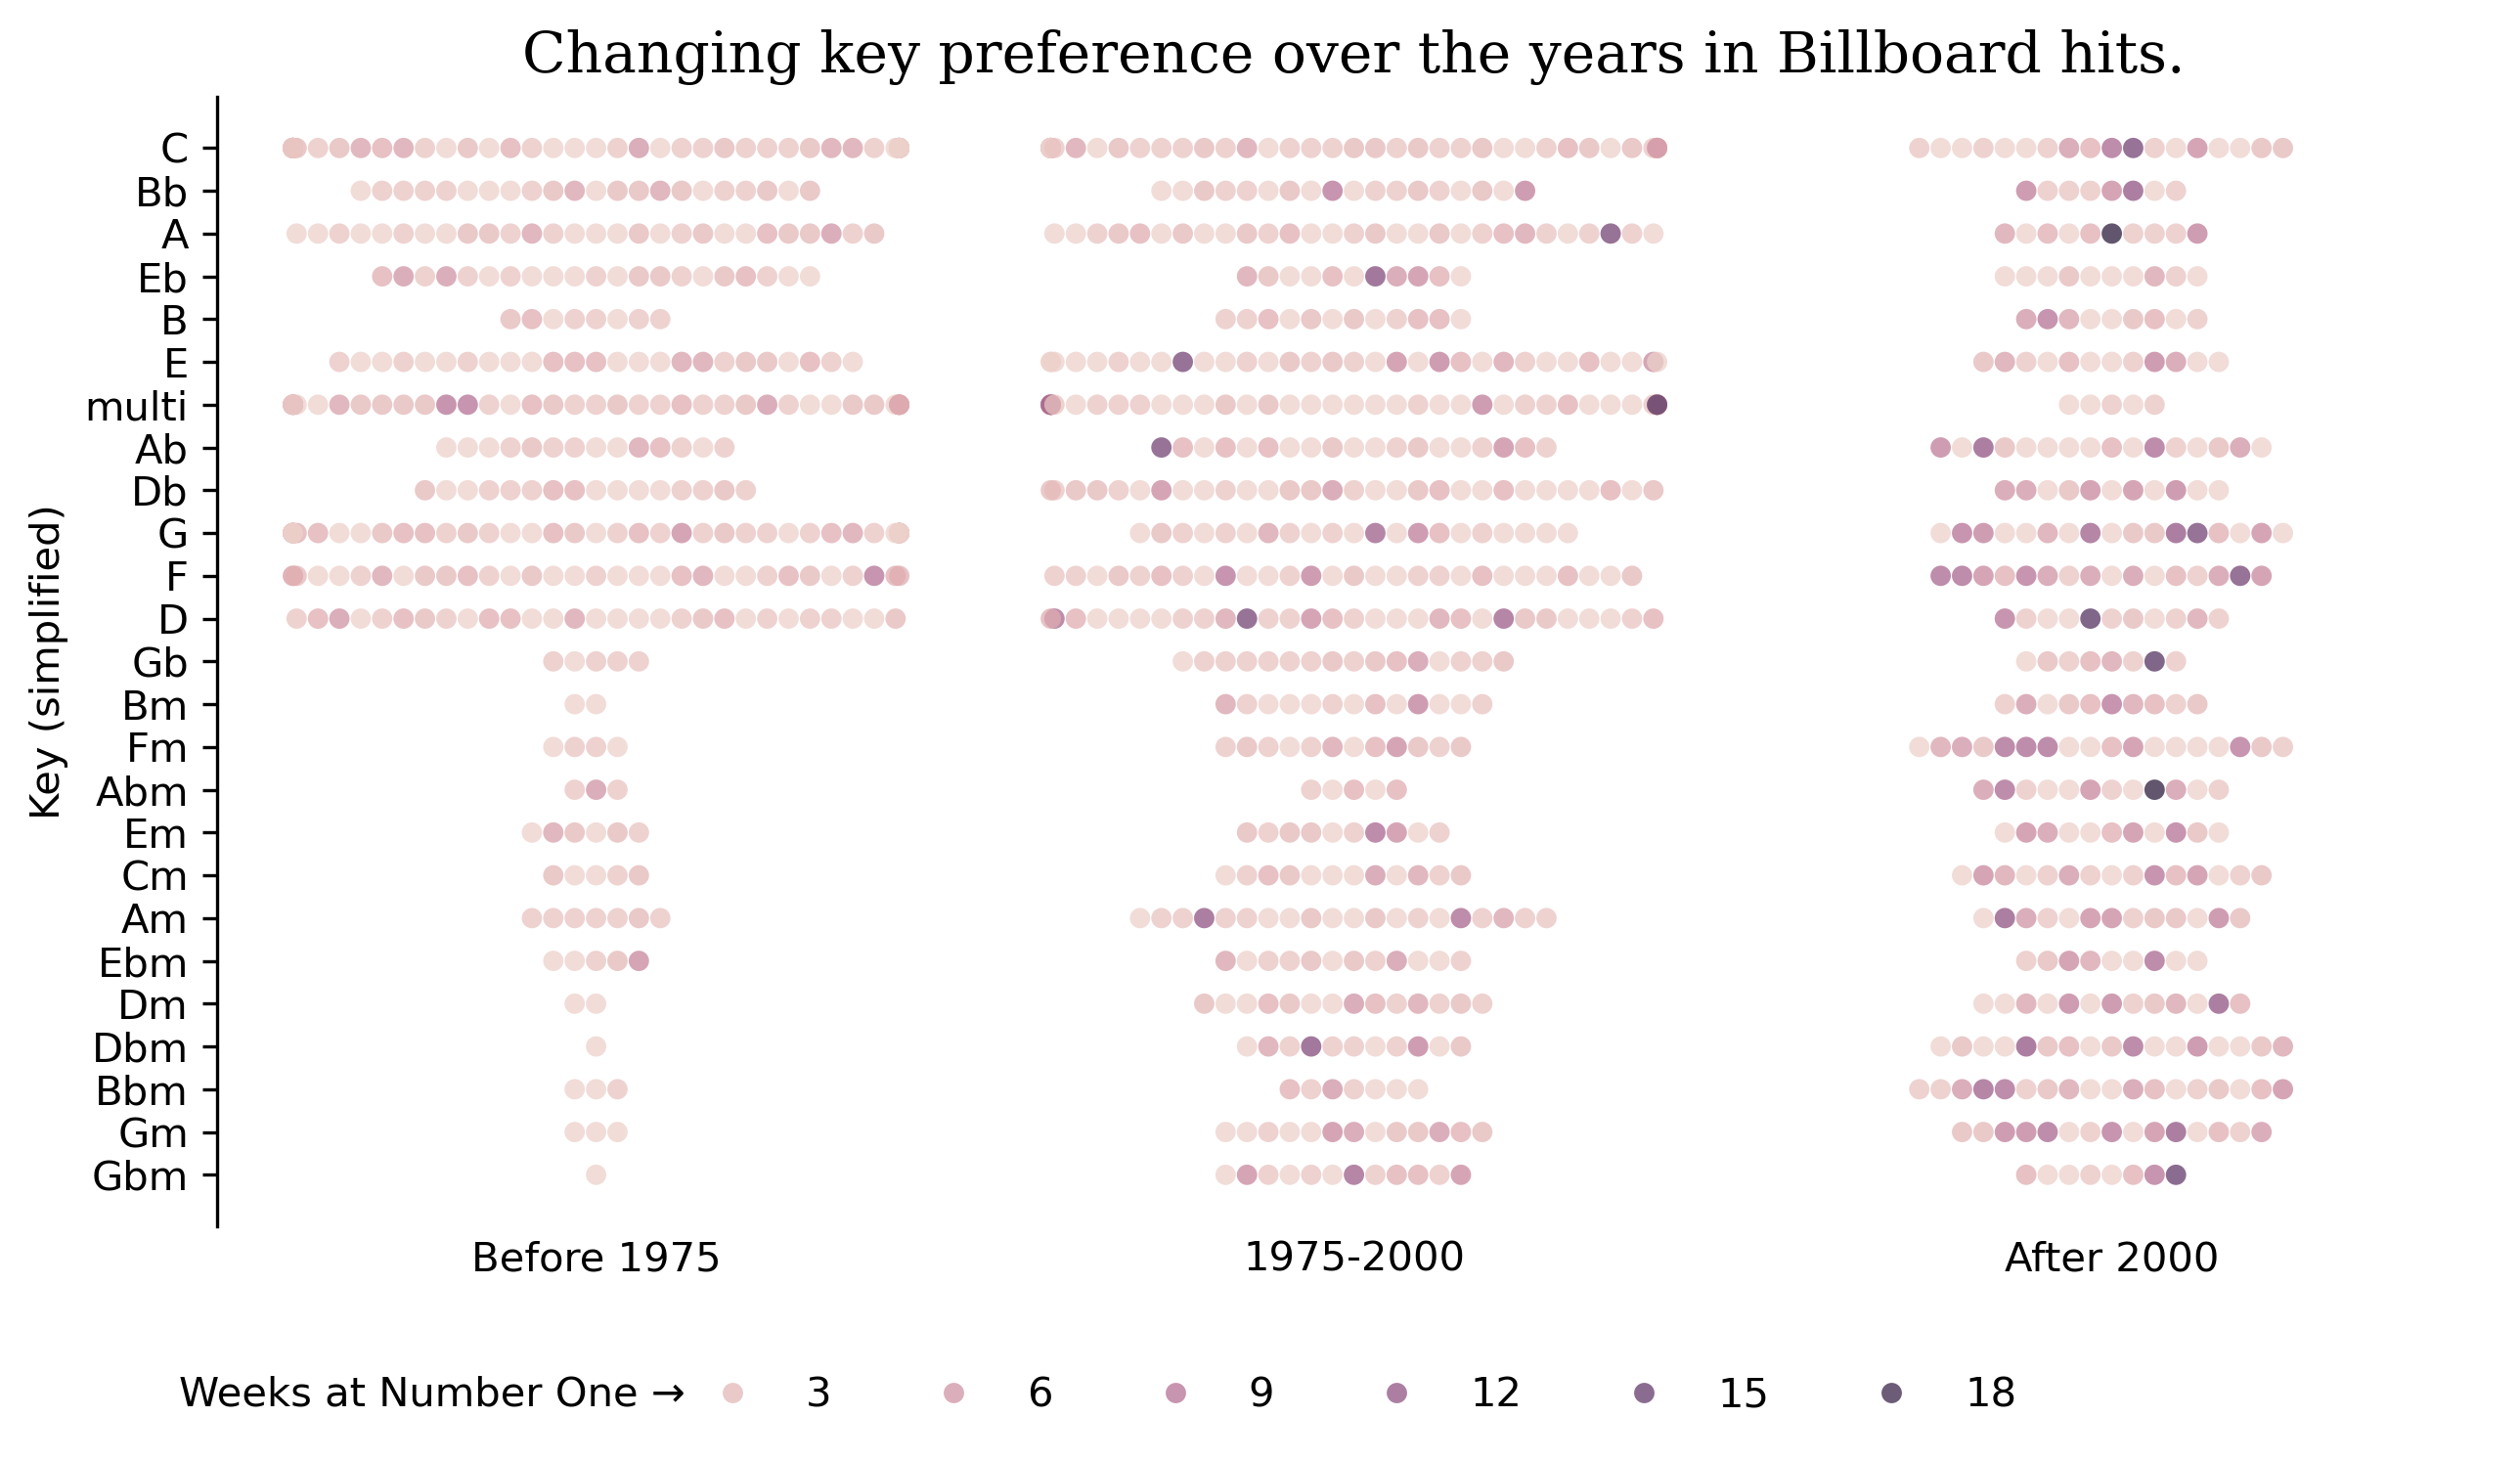 Changing key preference over the years in Billboard hits.
Key (simplified)
C
Bb
A
Eb
B
E
multi
Ab
Db
G
F
D
Gb
Bm
Fm
Abm
Em
Cm
Am
Ebm
Dm
Dbm
Bbm
Gm
Gbm
Before 1975 1975-2000 After 2000
Weeks at Number One → 3 6 9 12 15 18